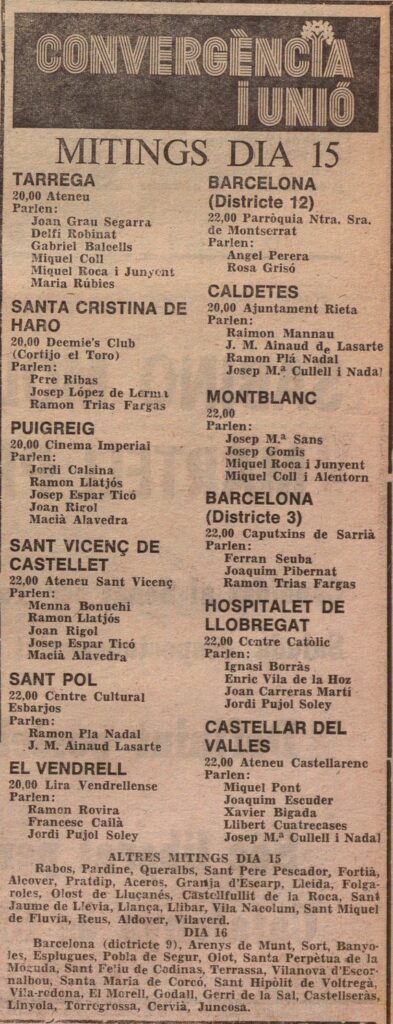 CONVERGÈNCIA
I UNIÓ
MITINGS DIA 15
TARREGA
20,00 Ateneu
Parlen:
Joan Grau Segarra
Delfí Robinat
Gabriel Balcells
Miquel Coll
Miquel Roca i Junyent
Maria Rúbies
SANTA CRISTINA DE
HARO
20,00 Deemie's Club
(Cortijo el Toro)
Parlen:
Pere Ribas
Josep López de Lerma
Ramon Trias Fargas
PUIGREIG
20,00 Cinema Imperial
Parlen:
Jordi Calsina
Ramon Llatjós
Josep Espar Ticó
Joan Rigol
Macià Alavedra
SANT VICENÇ DE
CASTELLET
22,00 Ateneu Sant Vicenç
Parlen:
Menna Bonuehi
Ramon Llatjós
Joan Rigol
Josep Espar Ticó
Macià Alavedra
SANT POL
22,00 Centre Cultural
Esbarjos
Parlen:
Ramon Pla Nadal
J. M. Ainaud Lasarte
EL VENDRELL
20,00 Lira Vendrellense
Parlen:
Ramon Rovira
Francesc Cailà
Jordi Pujol Soley
BARCELONA
(Districte 12)
22,00 Parròquia Ntra. Sra.
de Montserrat
Parlen:
Angel Perera
Rosa Grisó
CALDETES
20,00 Ajuntament Rieta
Parlen:
Raimon Mannau
J. M. Ainaud de Lasarte
Ramon Plá Nadal
Josep M.ª Cullell i Nadal
MONTBLANC
22,00
Josep M.ª Sans
Josep Gomis
Miquel Roca i Junyent
Miquel Coll i Alentorn
BARCELONA
(Districte 3)
22,00 Caputxins de Sarrià
Parlen:
Ferran Seuba
Joaquim Pibernat
Ramon Trias Fargas
HOSPITALET DE
LLOBREGAT
22,00 Centre Catòlic
Parlen:
Ignasi Borràs
Enric Vila de la Hoz
Joan Carreras Martí
Jordi Pujol Soley
CASTELLAR DEL
VALLES
22,00 Ateneu Castellarenc
Parlen:
Miquel Pont
Joaquim Escuder
Xavier Bigada
Llibert Cuatrecases
Josep M.ª Cullell i Nadal
ALTRES MITINGS DIA 15
Rabos, Pardine, Queralbs, Sant Pere Pescador, Fortià,
Alcover, Pratdip, Aceros, Granja d'Escarp, Lleida, Folga-
roles, Olost de Lluçanés, Castellfullit de la Roca, Sant
Jaume de Llevia, Llança, Llibar, Vila Nacolum, Sant Miquel
de Fluvia, Reus, Aldover, Vilaverd.
DIA 16
Barcelona (dictricte 9), Arenys de Munt, Sort, Banyo-
les, Esplugues, Pobla de Segur, Olot, Santa Perpètua de la
Moguda, Sant Feliu de Codinas, Terrassa, Vilanova d'Escor-
nalbou, Santa Maria de Corcó, Sant Hipòlit de Voltregà,
Vila-redona, El Morell, Godall, Gerri de la Sal, Castellseràs,
Linyola, Torregrossa, Cervià, Juncosa.